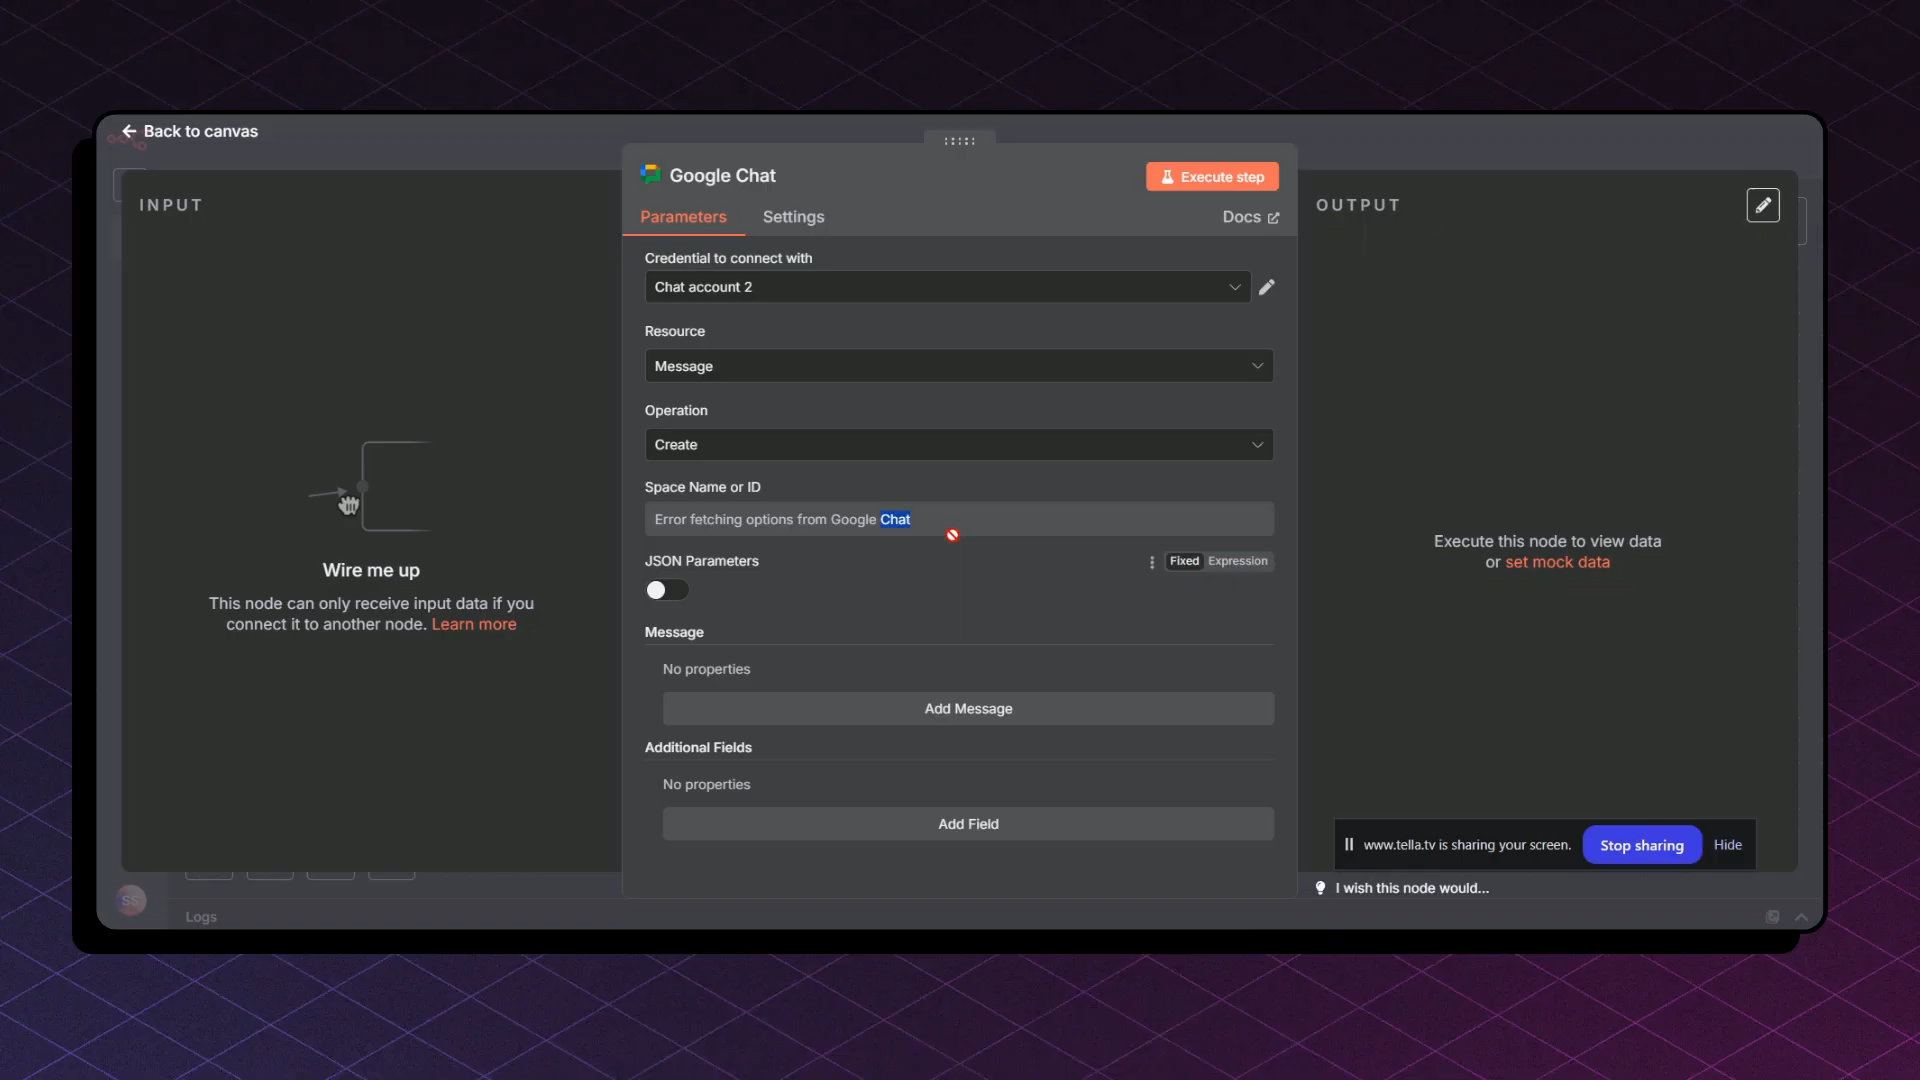 Back to canvas
INPUT
Wire me up
This node can only receive input data if you
connect it to another node. Learn more
Google Chat
Execute step
Parameters
Settings
Docs
Credential to connect with
Chat account 2
Resource
Message
Operation
Create
Space Name or ID
Error fetching options from Google Chat
JSON Parameters
Fixed
Expression
Message
No properties
Add Message
Additional Fields
No properties
Add Field
OUTPUT
Execute this node to view data
or set mock data
www.tella.tv is sharing your screen.
Stop sharing
Hide
I wish this node would...
SS
Logs